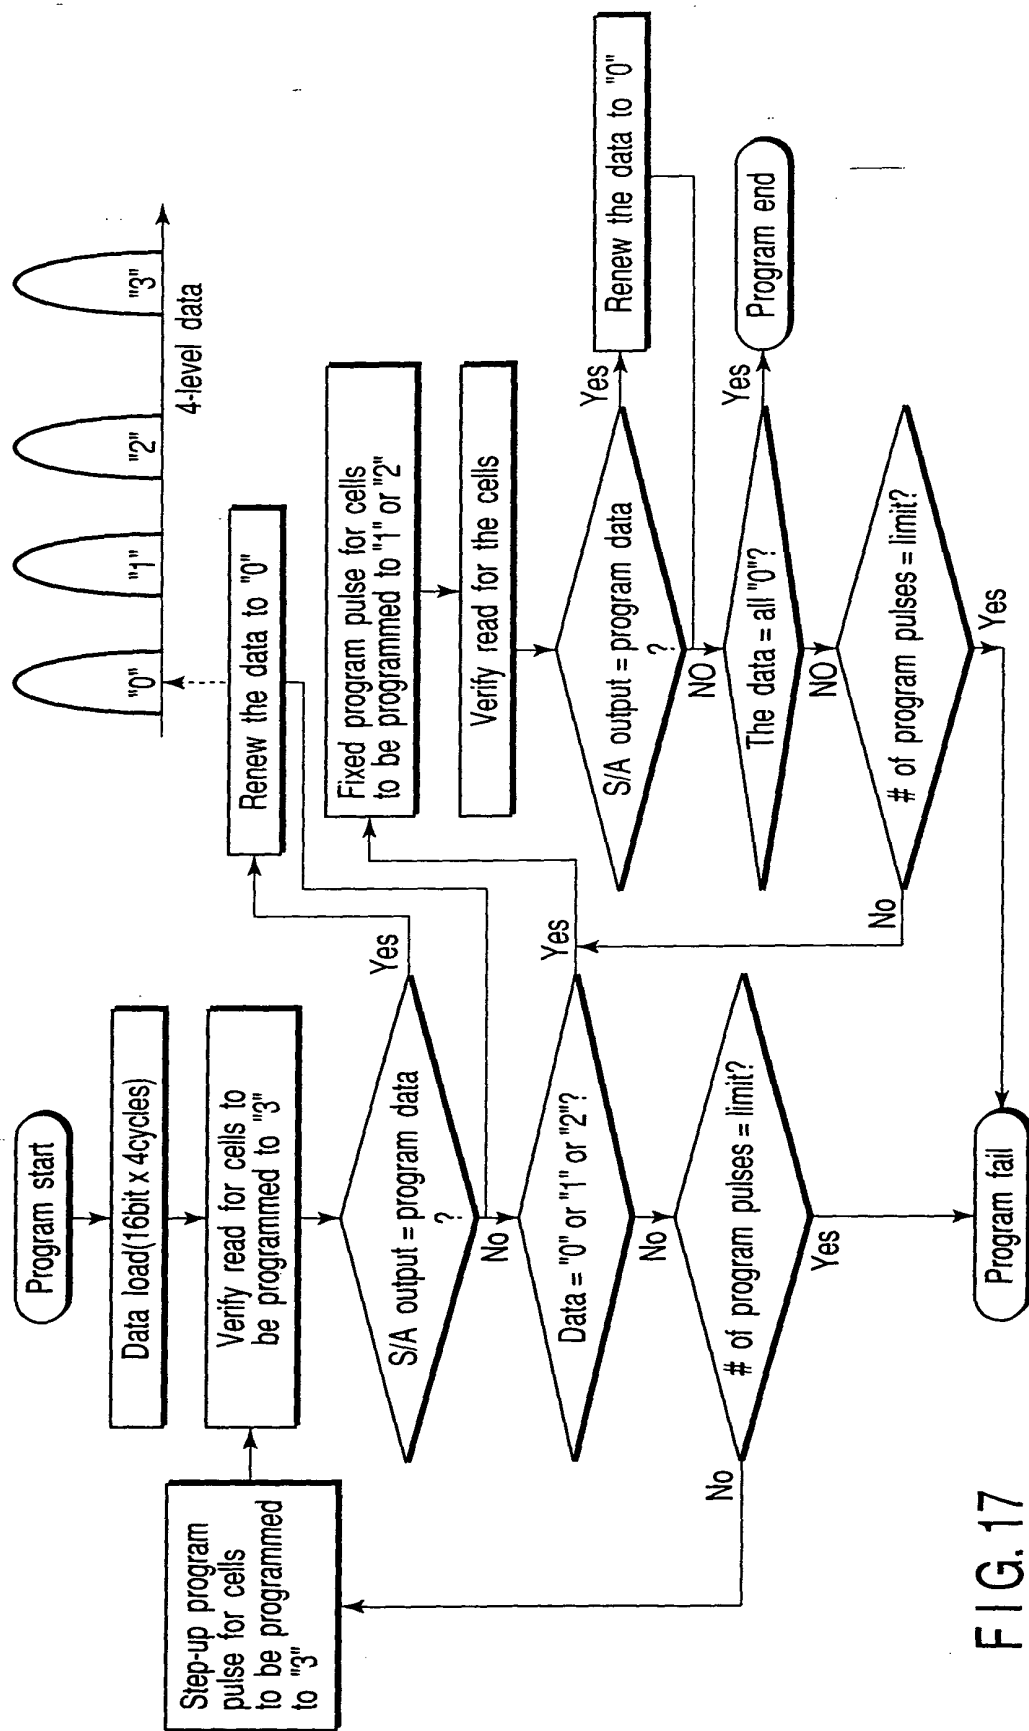 Program start
Data load(16bit x 4cycles)
Verify read for cells to
be programmed to "3"
Step-up program
pulse for cells
to be programmed
to "3"
S/A output = program data
?
Yes
No
Renew the data to "0"
"0"
"1"
"2"
"3"
4-level data
Data = "0" or "1" or "2"?
Yes
No
# of program pulses = limit?
No
Yes
Fixed program pulse for cells
to be programmed to "1" or "2"
Verify read for the cells
S/A output = program data
?
Yes
NO
Renew the data to "0"
The data = all "0"?
Yes
NO
Program end
# of program pulses = limit?
No
Yes
Program fail
FIG. 17